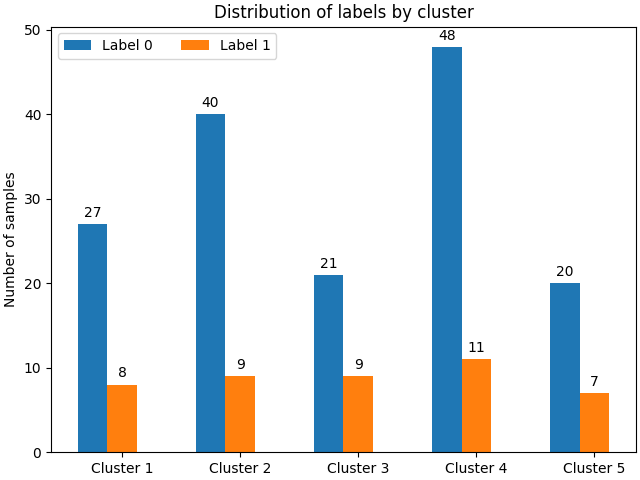 Distribution of labels by cluster
Label 0 Label 1
Number of samples
50
40
30
20
10
0
27 8 40 9 21 9 48 11 20 7
Cluster 1 Cluster 2 Cluster 3 Cluster 4 Cluster 5